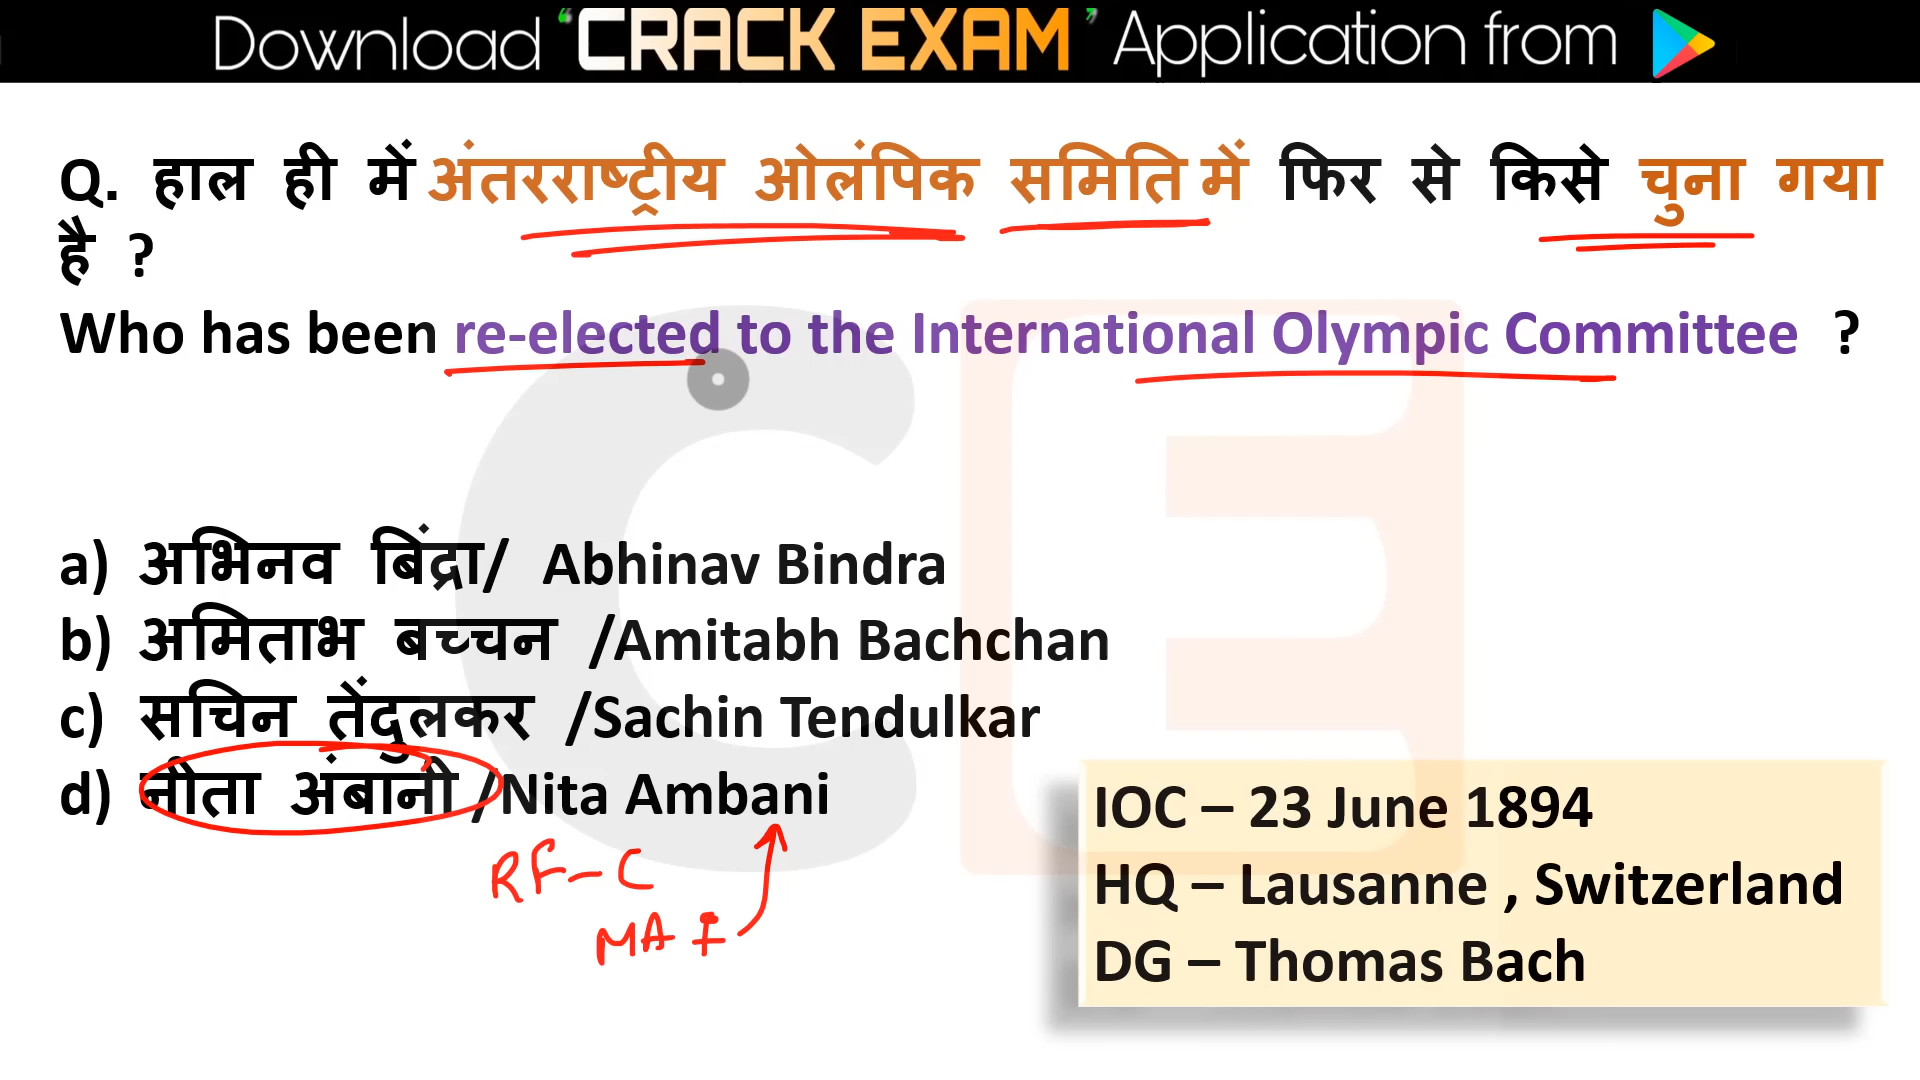 Download ‘CRACK EXAM’ Application from
Q. हाल ही में अंतरराष्ट्रीय ओलंपिक समिति में फिर से किसे चुना गया
है ?
Who has been re-elected to the International Olympic Committee ?
a) अभिनव बिंद्रा/ Abhinav Bindra
b) अमिताभ बच्चन /Amitabh Bachchan
c) सचिन तेंदुलकर /Sachin Tendulkar
d) नीता अंबानी /Nita Ambani
RF-C
MA
IOC – 23 June 1894
HQ – Lausanne , Switzerland
DG – Thomas Bach